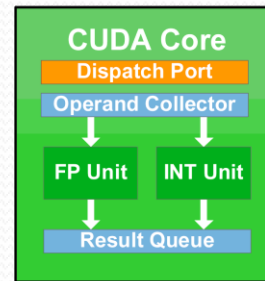 CUDA Core
Dispatch Port
Operand Collector
FP Unit INT Unit
Result Queue